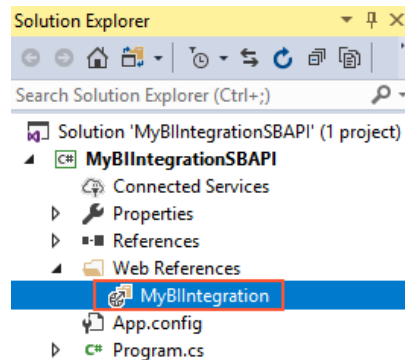 Solution Explorer
Search Solution Explorer (Ctrl+;)
Solution 'MyBIIntegrationSBAPI' (1 project)
C# MyBIIntegrationSBAPI
Connected Services
Properties
References
Web References
MyBIIntegration
App.config
C# Program.cs